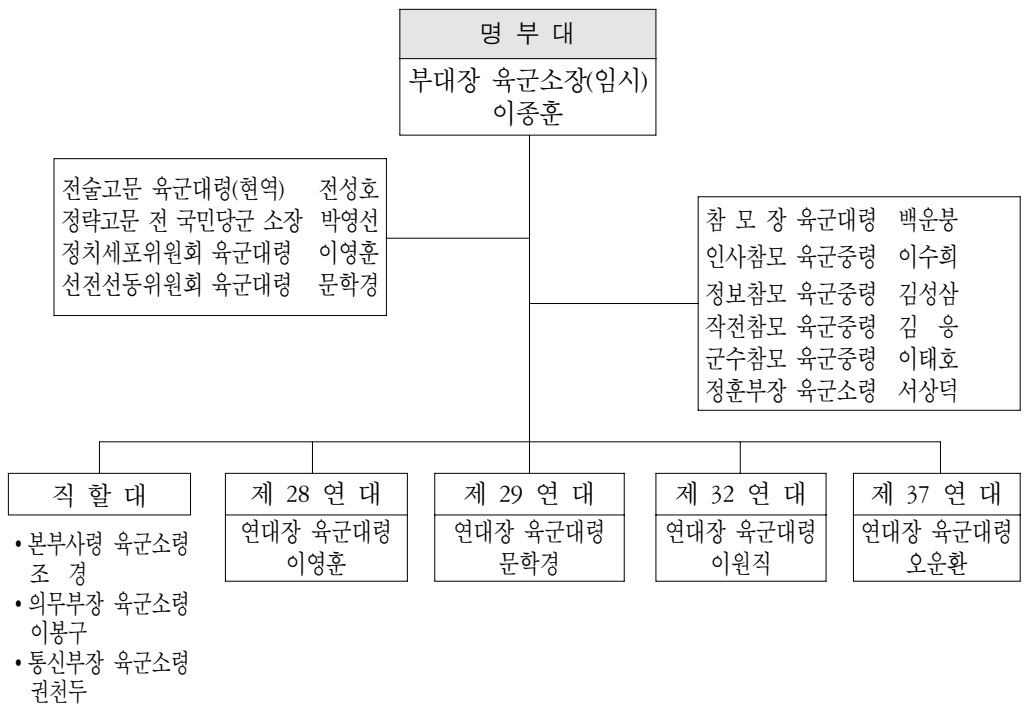 명 부 대
부대장 육군소장(임시)
이종훈
전술고문 육군대령(현역) 전성호
정략고문 전 국민당군 소장 박영선
정치세포위원회 육군대령 이영훈
선전선동위원회 육군대령 문학경
참 모 장 육군대령 백운붕
인사참모 육군중령 이수희
정보참모 육군중령 김성삼
작전참모 육군중령 김 응
군수참모 육군중령 이태호
정훈부장 육군소령 서상덕
직 할 대
• 본부사령 육군소령
조 경
• 의무부장 육군소령
이봉구
• 통신부장 육군소령
권천두
제 28 연 대
연대장 육군대령
이영훈
제 29 연 대
연대장 육군대령
문학경
제 32 연 대
연대장 육군대령
이원직
제 37 연 대
연대장 육군대령
오운환